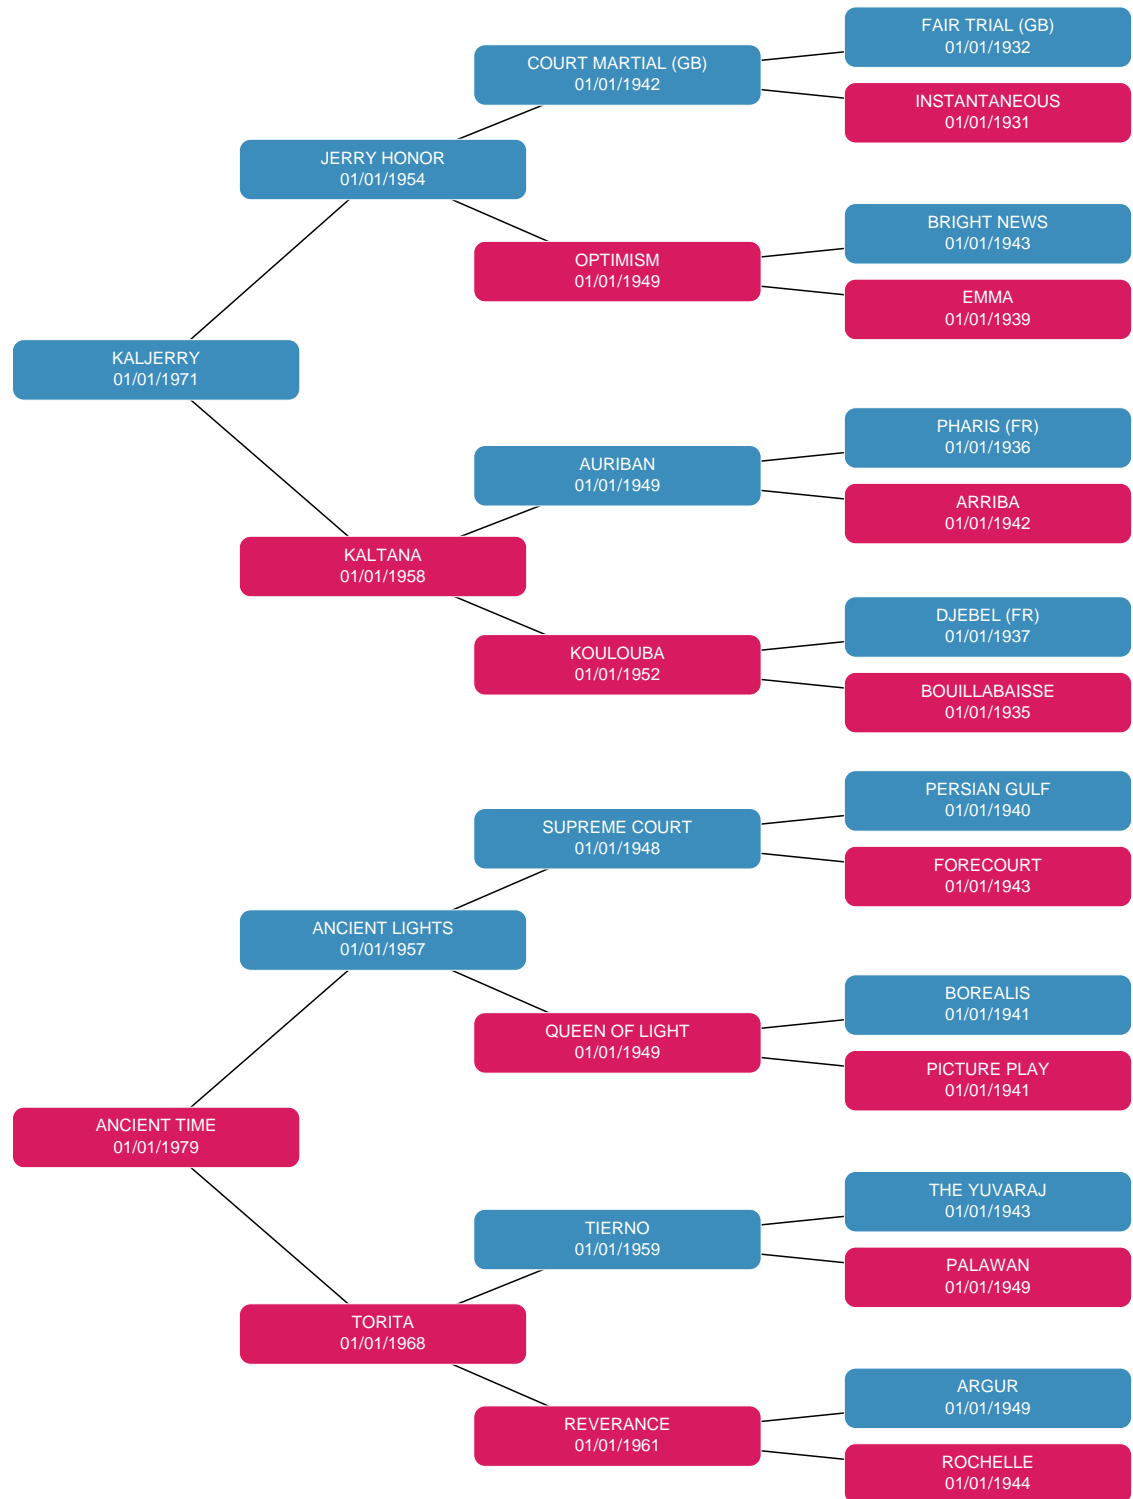 FAIR TRIAL (GB)
01/01/1932
COURT MARTIAL (GB)
01/01/1942
INSTANTANEOUS
01/01/1931
JERRY HONOR
01/01/1954
BRIGHT NEWS
01/01/1943
OPTIMISM
01/01/1949
EMMA
01/01/1939
KALJERRY
01/01/1971
PHARIS (FR)
01/01/1936
AURIBAN
01/01/1949
ARRIBA
01/01/1942
KALTANA
01/01/1958
DJEBEL (FR)
01/01/1937
KOULOUBA
01/01/1952
BOUILLABAISSE
01/01/1935
PERSIAN GULF
01/01/1940
SUPREME COURT
01/01/1948
FORECOURT
01/01/1943
ANCIENT LIGHTS
01/01/1957
BOREALIS
01/01/1941
QUEEN OF LIGHT
01/01/1949
PICTURE PLAY
01/01/1941
ANCIENT TIME
01/01/1979
THE YUVARAJ
01/01/1943
TIERNO
01/01/1959
PALAWAN
01/01/1949
TORITA
01/01/1968
ARGUR
01/01/1949
REVERANCE
01/01/1961
ROCHELLE
01/01/1944